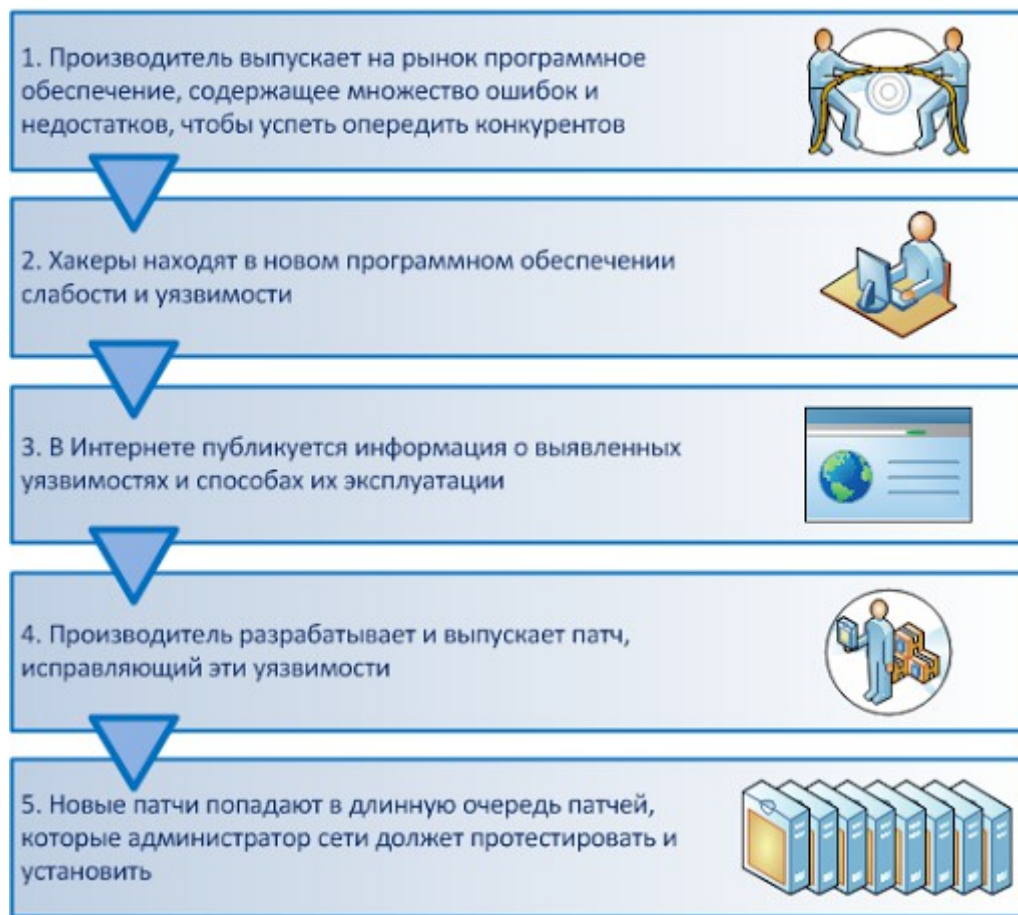 1. Производитель выпускает на рынок программное
обеспечение, содержащее множество ошибок и
недостатков, чтобы успеть опередить конкурентов
2. Хакеры находят в новом программном обеспечении
слабости и уязвимости
3. В Интернете публикуется информация о выявленных
уязвимостях и способах их эксплуатации
4. Производитель разрабатывает и выпускает патч,
исправляющий эти уязвимости
5. Новые патчи попадают в длинную очередь патчей,
которые администратор сети должет протестировать и
установить